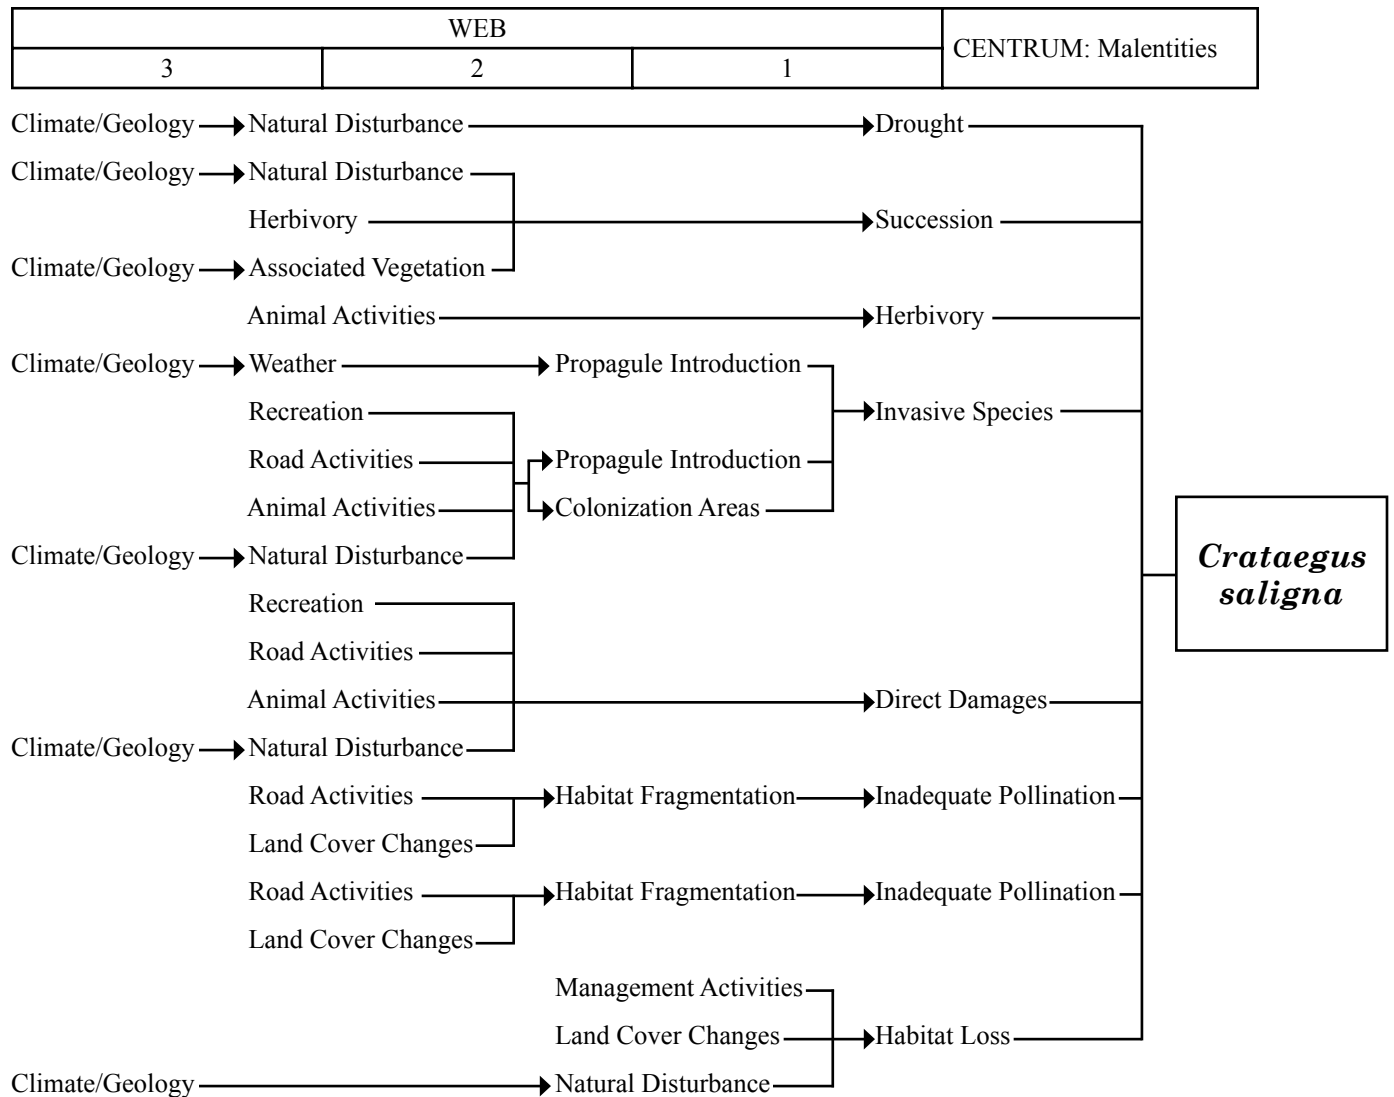 WEB
CENTRUM: Malentities
3 2 1
Climate/Geology Natural Disturbance Drought
Climate/Geology Natural Disturbance
Herbivory Succession
Climate/Geology Associated Vegetation
Animal Activities Herbivory
Climate/Geology Weather Propagule Introduction
Recreation Invasive Species
Road Activities Propagule Introduction
Animal Activities Colonization Areas
Climate/Geology Natural Disturbance
Crataegus
saligna
Recreation
Road Activities
Animal Activities Direct Damages
Climate/Geology Natural Disturbance
Road Activities Habitat Fragmentation Inadequate Pollination
Land Cover Changes
Road Activities Habitat Fragmentation Inadequate Pollination
Land Cover Changes
Management Activities
Land Cover Changes Habitat Loss
Climate/Geology Natural Disturbance